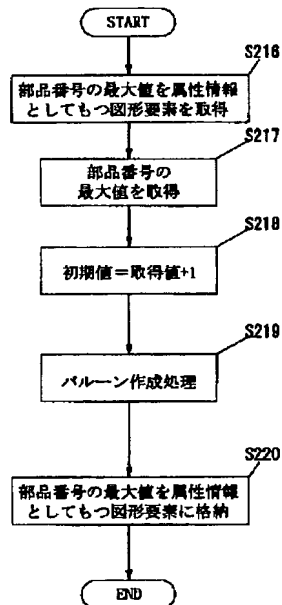 START
S216
部品番号の最大値を属性情報
としてもつ図形要素を取得
S217
部品番号の
最大値を取得
S218
初期値=取得値+1
S219
バルーン作成処理
S220
部品番号の最大値を属性情報
としてもつ図形要素に格納
END